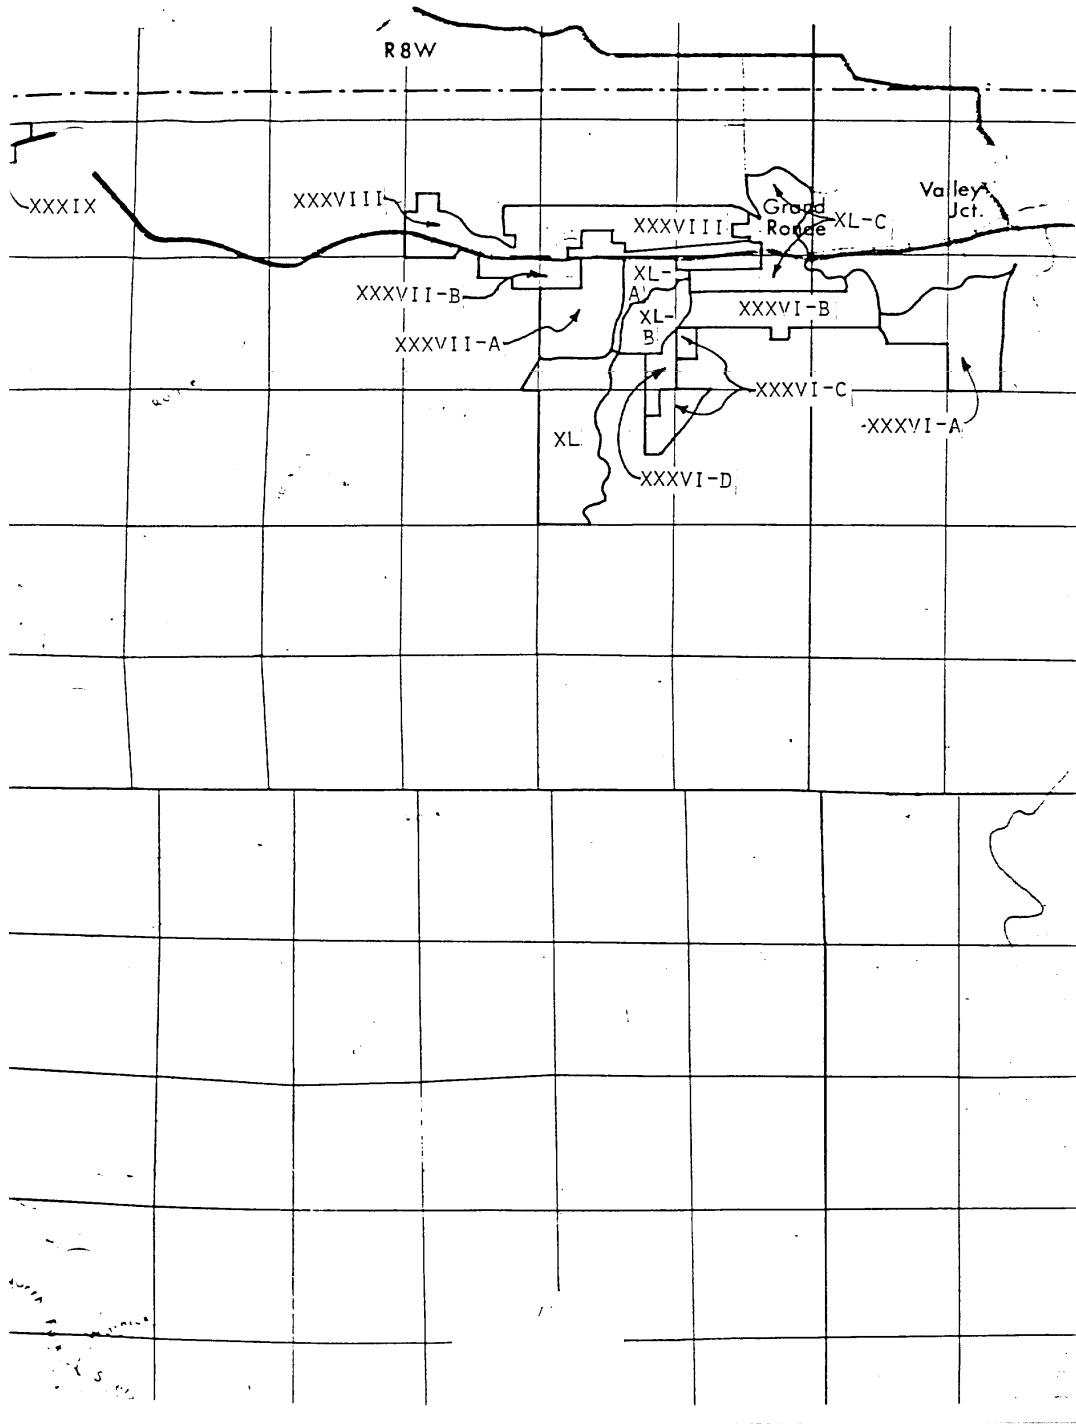 R8W
XXXIX
XXXVIII
XXXVIII
Grand
Ronde
XL-C
Valley
Jct.
XXXVII-B
XL-
A
XL-
B
XXXVI-B
XXXVII-A
XXXVI-C
XXXVI-A
XL
XXXVI-D